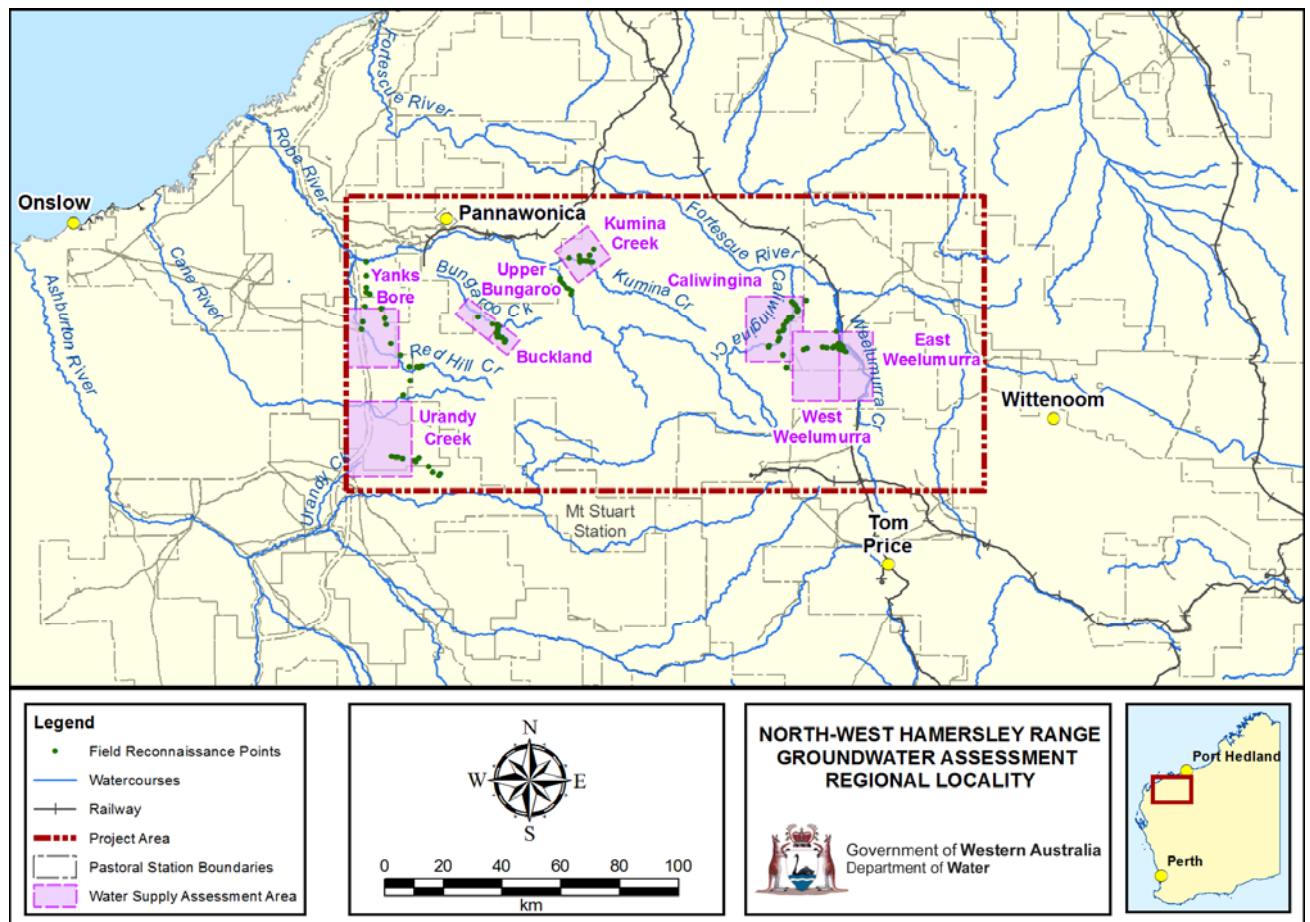 Fortescue River
Robe River
Onslow
Pannawonica
Kumina
Creek
Fortescue River
Cane River
Ashburton River
Yanks
Bore
Bungaroo Ck
Upper
Bungaroo
Kumina Cr
Caliwingina
Caliwingina Cr
Red Hill Cr
Buckland
Weelumurra Cr
East
Weelumurra
Wittenoom
Urandy
Creek
West
Weelumurra
Urandy Cr
Mt Stuart
Station
Tom
Price
Legend
Field Reconnaissance Points
Watercourses
Railway
Project Area
Pastoral Station Boundaries
Water Supply Assessment Area
N
W
E
S
0 20 40 60 80 100
km
NORTH-WEST HAMERSLEY RANGE
GROUNDWATER ASSESSMENT
REGIONAL LOCALITY
Government of Western Australia
Department of Water
Port Hedland
Perth